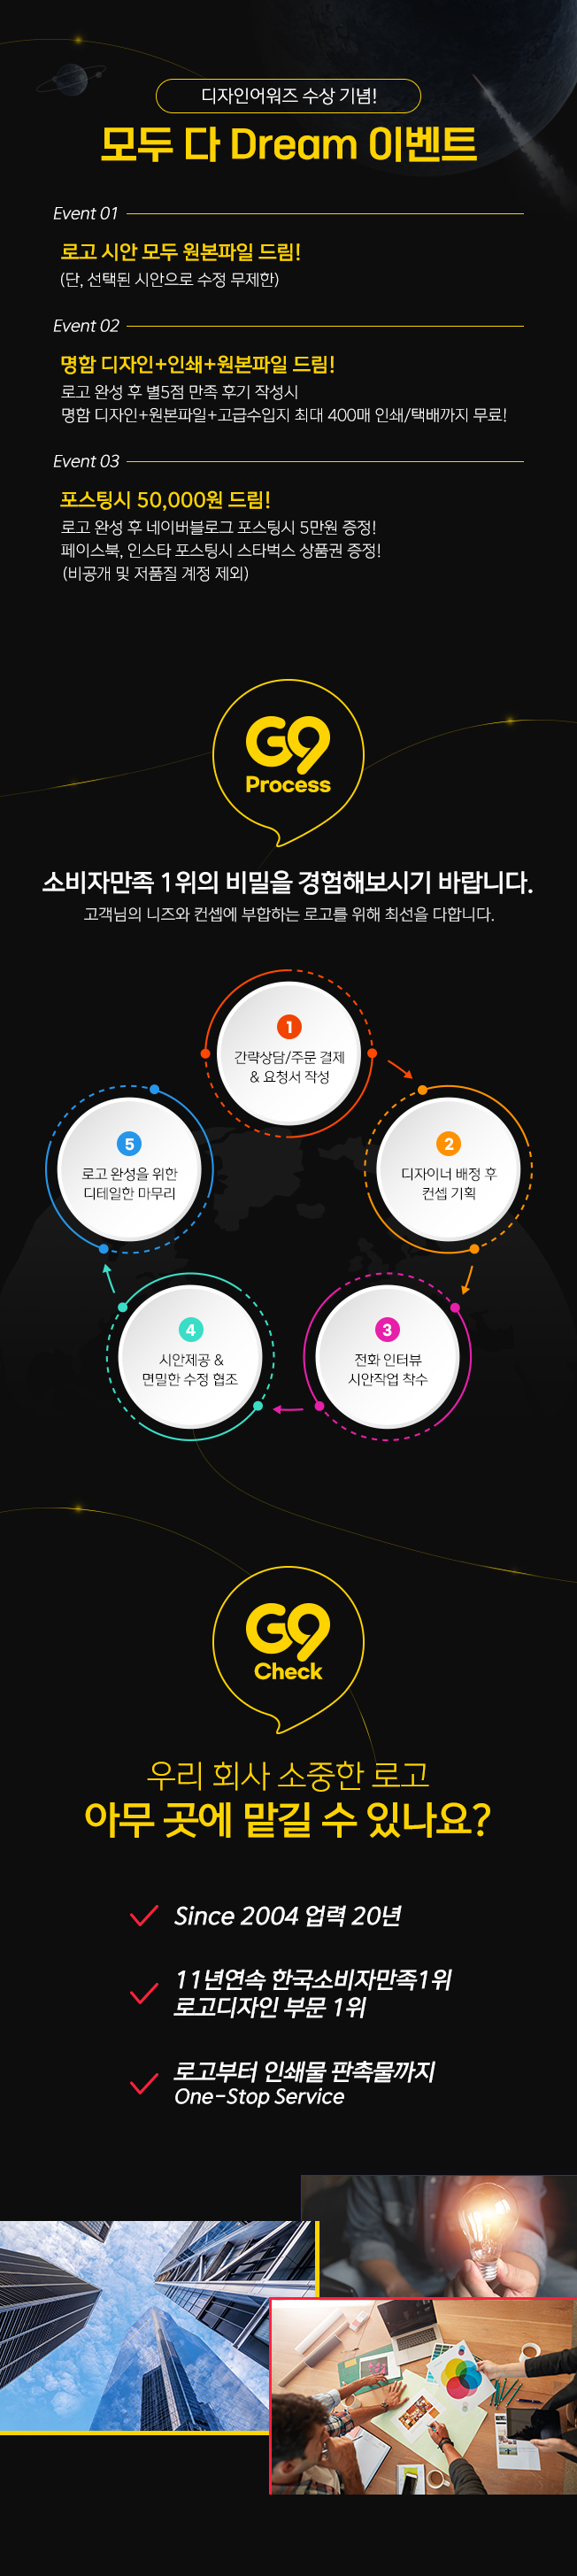 디자인어워즈 수상 기념!
모두 다 Dream 이벤트
Event 01
로고 시안 모두 원본파일 드림!
(단, 선택된 시안으로 수정 무제한)
Event 02
명함 디자인+인쇄+원본파일 드림!
로고 완성 후 별5점 만족 후기 작성시
명함 디자인+원본파일+고급수입지 최대 400매 인쇄/택배까지 무료!
Event 03
포스팅시 50,000원 드림!
로고 완성 후 네이버블로그 포스팅시 5만원 증정!
페이스북, 인스타 포스팅시 스타벅스 상품권 증정!
(비공개 및 저품질 계정 제외)
G9
Process
소비자만족 1위의 비밀을 경험해보시기 바랍니다.
고객님의 니즈와 컨셉에 부합하는 로고를 위해 최선을 다합니다.
1
간략상담/주문 결제
& 요청서 작성
2
디자이너 배정 후
컨셉 기획
3
전화 인터뷰
시안작업 착수
4
시안제공 &
면밀한 수정 협조
5
로고 완성을 위한
디테일한 마무리
G9
Check
우리 회사 소중한 로고
아무 곳에 맡길 수 있나요?
Since 2004 업력 20년
11년연속 한국소비자만족1위
로고디자인 부문 1위
로고부터 인쇄물 판촉물까지
One-Stop Service